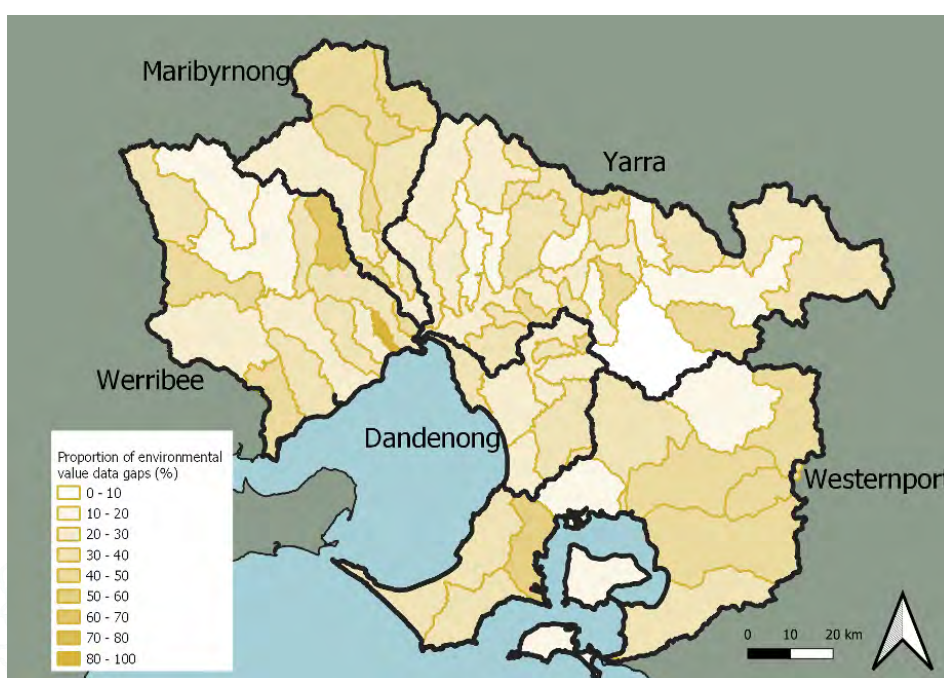 Maribyrnong
Yarra
Werribee
Dandenong
Westernport
Proportion of environmental
value data gaps (%)
0 - 10
10 - 20
20 - 30
30 - 40
40 - 50
50 - 60
60 - 70
70 - 80
80 - 100
0 10 20 km